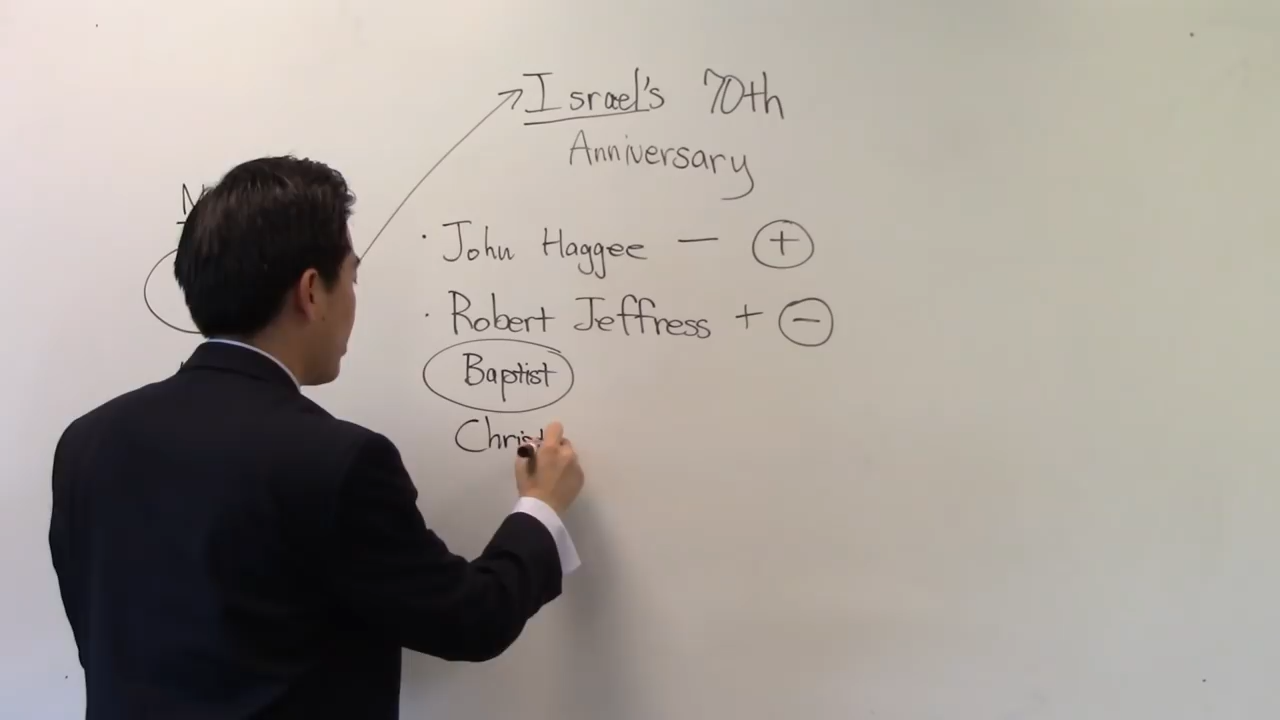 Israel's 70th
Anniversary
· John Haggee — +
· Robert Jeffress + −
Baptist
Christ